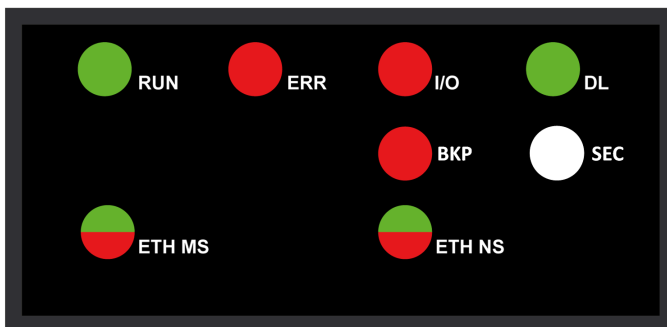 RUN ERR I/O DL
BKP SEC
ETH MS ETH NS